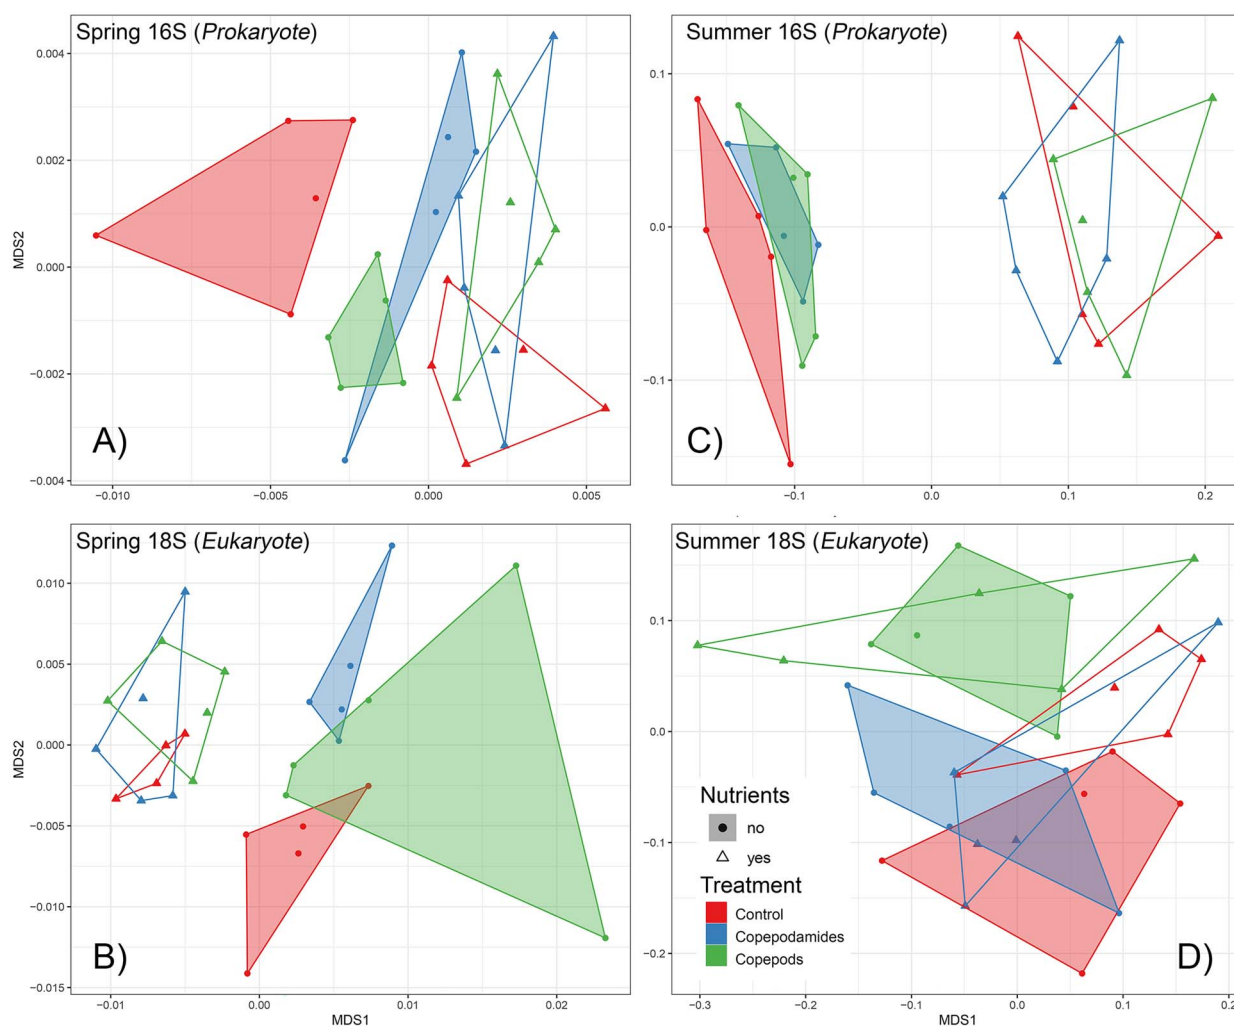 Spring 16S (Prokaryote)
0.004
0.002
0.000
−0.002
−0.004
MDS2
A)
−0.010
−0.005
0.000
0.005
Summer 16S (Prokaryote)
0.1
0.0
−0.1
C)
−0.1
0.0
0.1
0.2
Spring 18S (Eukaryote)
0.010
0.005
0.000
−0.005
−0.010
−0.015
MDS2
B)
−0.01
0.00
0.01
0.02
MDS1
Summer 18S (Eukaryote)
0.1
0.0
−0.1
−0.2
Nutrients
no
yes
Treatment
Control
Copepodamides
Copepods
D)
−0.3
−0.2
−0.1
0.0
0.1
0.2
MDS1